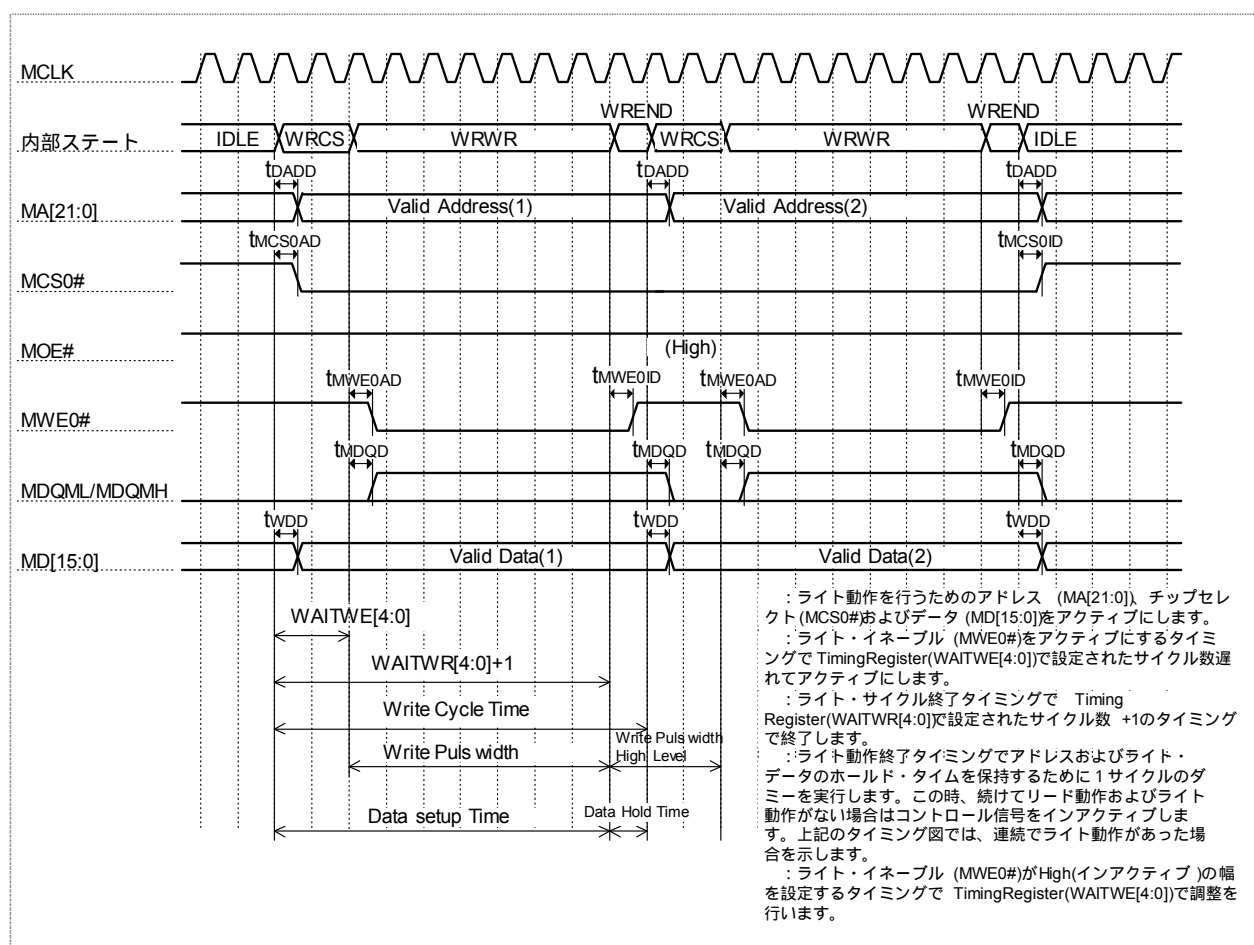 MCLK
WREND WREND
内部ステート IDLE WRCS WRWR WRCS WRWR IDLE
tDADD tDADD tDADD
MA[21:0] Valid Address(1) Valid Address(2)
tMCS0AD tMCS0ID
MCS0#
MOE# (High)
tMWE0AD tMWE0ID tMWE0AD tMWE0ID
MWE0#
tMDQD tMDQD tMDQD tMDQD
MDQML/MDQMH
tWDD tWDD tWDD
MD[15:0] Valid Data(1) Valid Data(2)
WAITWE[4:0]
WAITWR[4:0]+1
Write Cycle Time
Write Puls width
Write Puls width
High Level
Data setup Time
Data Hold Time
:ライト動作を行うためのアドレス (MA[21:0])、チップセレ
クト(MCS0#)およびデータ(MD[15:0])をアクティブにします。
:ライト・イネーブル (MWE0#)をアクティブにするタイミ
ングで TimingRegister(WAITWE[4:0])で設定されたサイクル数遅
れてアクティブにします。
:ライト・サイクル終了タイミングで Timing
Register(WAITWR[4:0])で設定されたサイクル数 +1のタイミング
で終了します。
:ライト動作終了タイミングでアドレスおよびライト・
データのホールド・タイムを保持するために1サイクルのダ
ミーを実行します。この時、続けてリード動作およびライト
動作がない場合はコントロール信号をインアクティブしま
す。上記のタイミング図では、連続でライト動作があった場
合を示します。
:ライト・イネーブル (MWE0#)がHigh(インアクティブ )の幅
を設定するタイミングで TimingRegister(WAITWE[4:0])で調整を
行います。